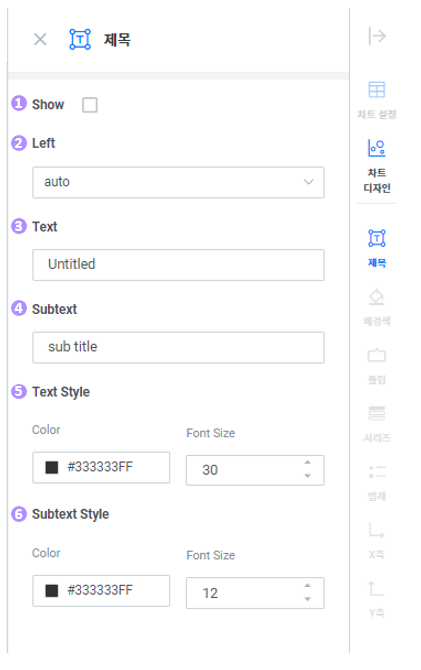 제목
1 Show
2 Left
auto
3 Text
Untitled
4 Subtext
sub title
5 Text Style
Color Font Size
#333333FF 30
6 Subtext Style
Color Font Size
#333333FF 12
차트 설정
차트
디자인
제목
배경색
툴팁
시리즈
범례
X축
Y축